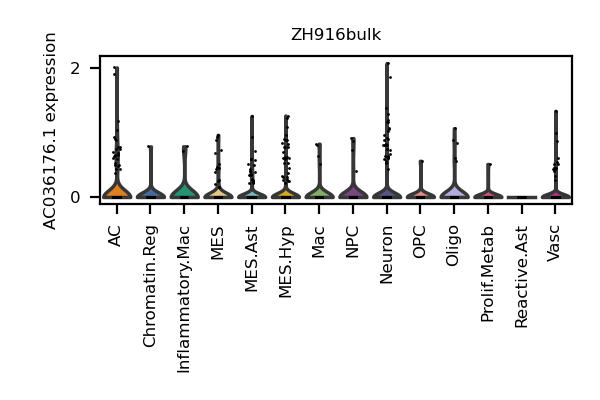 ZH916bulk
AC036176.1 expression
2
0
AC
Chromatin.Reg
Inflammatory.Mac
MES
MES.Ast
MES.Hyp
Mac
NPC
Neuron
OPC
Oligo
Prolif.Metab
Reactive.Ast
Vasc